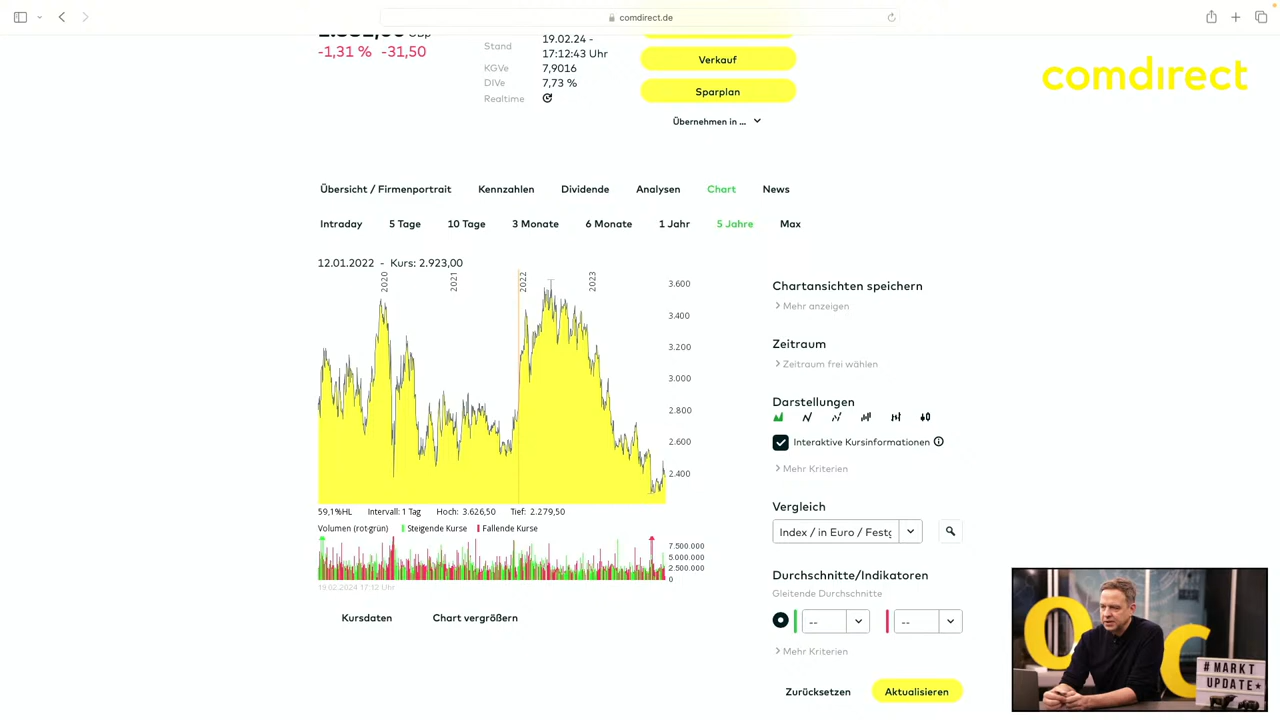 comdirect.de
-1,31 % -31,50
Stand
19.02.24 -
17:12:43 Uhr
KGVe
7,9016
DIVe
7,73 %
Realtime
Verkauf
Sparplan
Übernehmen in ...
comdirect
Übersicht / Firmenportrait Kennzahlen Dividende Analysen Chart News
Intraday 5 Tage 10 Tage 3 Monate 6 Monate 1 Jahr 5 Jahre Max
12.01.2022 - Kurs: 2.923,00
2020 2021 2022 2023
3.600
3.400
3.200
3.000
2.800
2.600
2.400
59,1%HL Intervall: 1 Tag Hoch: 3.626,50 Tief: 2.279,50
Volumen (rot-grün) Steigende Kurse Fallende Kurse
7.500.000
5.000.000
2.500.000
0
19.02.2024 17:12 Uhr
Kursdaten Chart vergrößern
Chartansichten speichern
Mehr anzeigen
Zeitraum
Zeitraum frei wählen
Darstellungen
Interaktive Kursinformationen
Mehr Kriterien
Vergleich
Index / in Euro / Festg
Durchschnitte/Indikatoren
Gleitende Durchschnitte
-- --
Mehr Kriterien
Zurücksetzen Aktualisieren
#MARKT
UPDATE